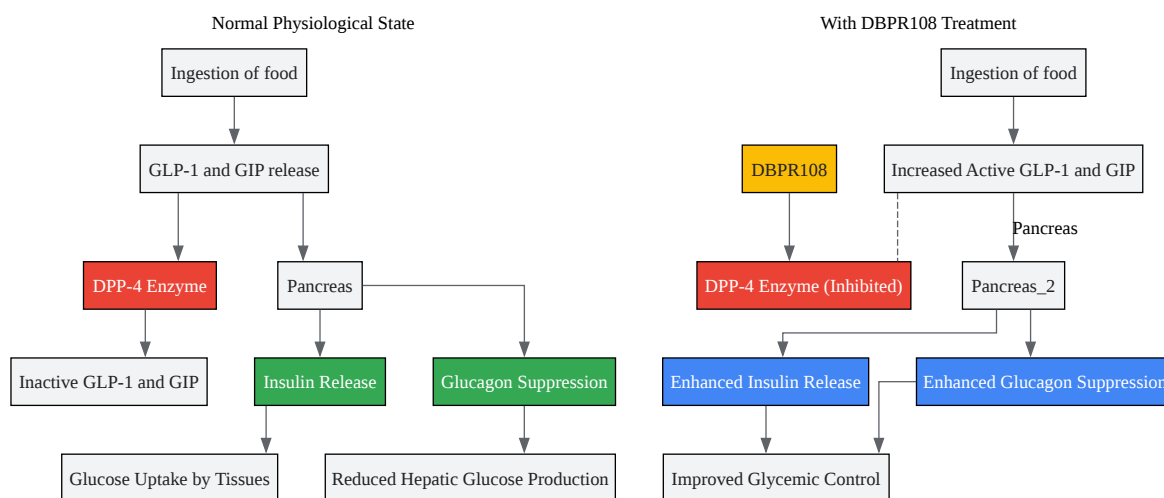 Normal Physiological State
Ingestion of food
GLP-1 and GIP release
DPP-4 Enzyme
Pancreas
Inactive GLP-1 and GIP
Insulin Release
Glucagon Suppression
Glucose Uptake by Tissues
Reduced Hepatic Glucose Production
With DBPR108 Treatment
Ingestion of food
DBPR108
Increased Active GLP-1 and GIP
Pancreas
DPP-4 Enzyme (Inhibited)
Pancreas_2
Enhanced Insulin Release
Enhanced Glucagon Suppression
Improved Glycemic Control